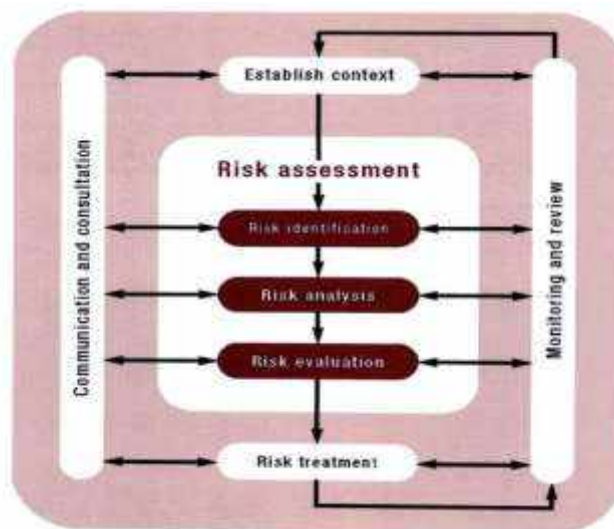 Establish context
Communication and consultation
Risk assessment
Risk identification
Risk analysis
Risk evaluation
Monitoring and review
Risk treatment